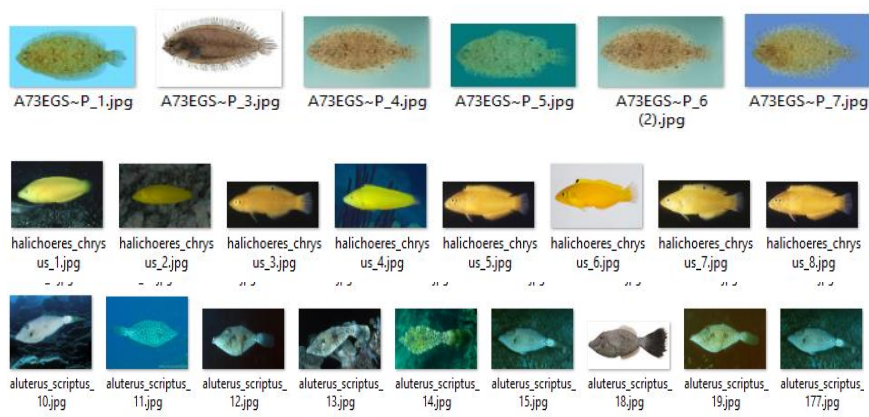 A73EGS~P_1.jpg A73EGS~P_3.jpg A73EGS~P_4.jpg A73EGS~P_5.jpg A73EGS~P_6 A73EGS~P_7.jpg
(2).jpg
halichoeres_chrys halichoeres_chrys halichoeres_chrys halichoeres_chrys halichoeres_chrys halichoeres_chrys halichoeres_chrys halichoeres_chrys
us_1.jpg us_2.jpg us_3.jpg us_4.jpg us_5.jpg us_6.jpg us_7.jpg us_8.jpg
aluterus_scriptus_ aluterus_scriptus_ aluterus_scriptus_ aluterus_scriptus_ aluterus_scriptus_ aluterus_scriptus_ aluterus_scriptus_ aluterus_scriptus_ aluterus_scriptus_
10.jpg 11.jpg 12.jpg 13.jpg 14.jpg 15.jpg 18.jpg 19.jpg 177.jpg